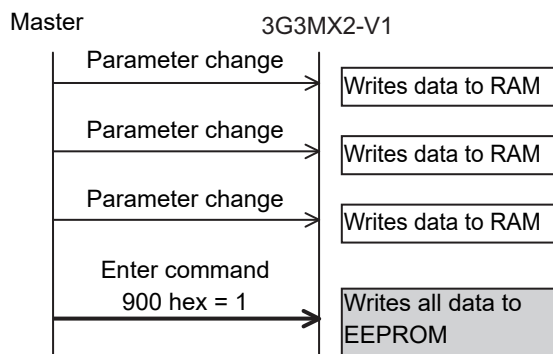 Master
3G3MX2-V1
Parameter change
Writes data to RAM
Parameter change
Writes data to RAM
Parameter change
Writes data to RAM
Enter command
900 hex = 1
Writes all data to
EEPROM